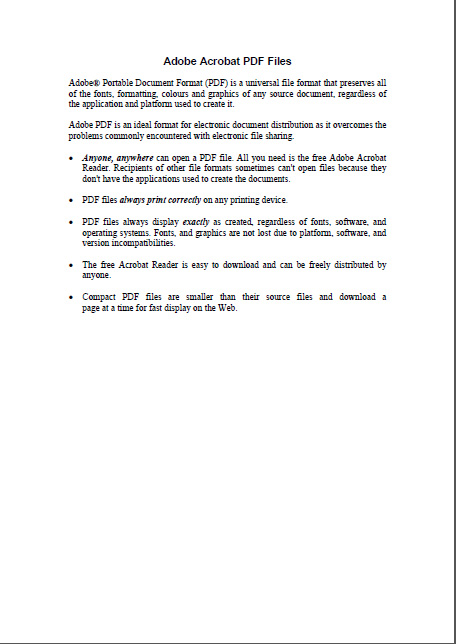 Adobe Acrobat PDF Files
Adobe® Portable Document Format (PDF) is a universal file format that preserves all
of the fonts, formatting, colours and graphics of any source document, regardless of
the application and platform used to create it.
Adobe PDF is an ideal format for electronic document distribution as it overcomes the
problems commonly encountered with electronic file sharing.
• Anyone, anywhere can open a PDF file. All you need is the free Adobe Acrobat
Reader. Recipients of other file formats sometimes can't open files because they
don't have the applications used to create the documents.
• PDF files always print correctly on any printing device.
• PDF files always display exactly as created, regardless of fonts, software, and
operating systems. Fonts, and graphics are not lost due to platform, software, and
version incompatibilities.
• The free Acrobat Reader is easy to download and can be freely distributed by
anyone.
• Compact PDF files are smaller than their source files and download a
page at a time for fast display on the Web.